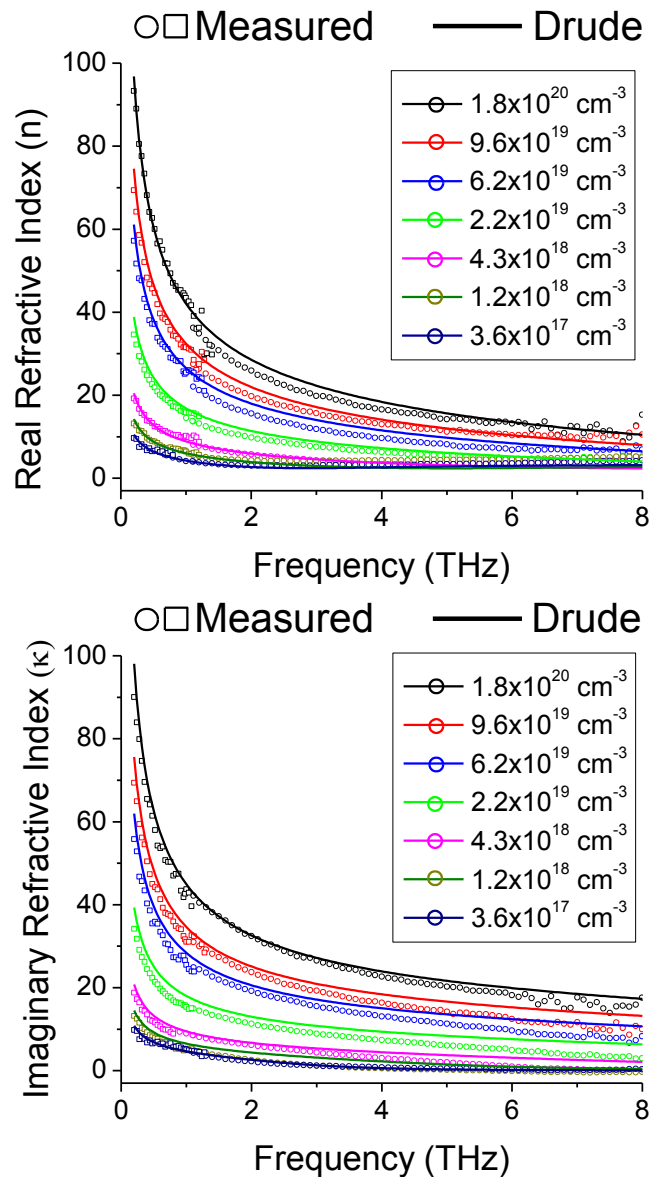 ○□ Measured — Drude
100
80
60
40
20
0
Real Refractive Index (n)
1.8x10²⁰ cm⁻³
9.6x10¹⁹ cm⁻³
6.2x10¹⁹ cm⁻³
2.2x10¹⁹ cm⁻³
4.3x10¹⁸ cm⁻³
1.2x10¹⁸ cm⁻³
3.6x10¹⁷ cm⁻³
0 2 4 6 8
Frequency (THz)
○□ Measured — Drude
100
80
60
40
20
0
Imaginary Refractive Index (κ)
1.8x10²⁰ cm⁻³
9.6x10¹⁹ cm⁻³
6.2x10¹⁹ cm⁻³
2.2x10¹⁹ cm⁻³
4.3x10¹⁸ cm⁻³
1.2x10¹⁸ cm⁻³
3.6x10¹⁷ cm⁻³
0 2 4 6 8
Frequency (THz)